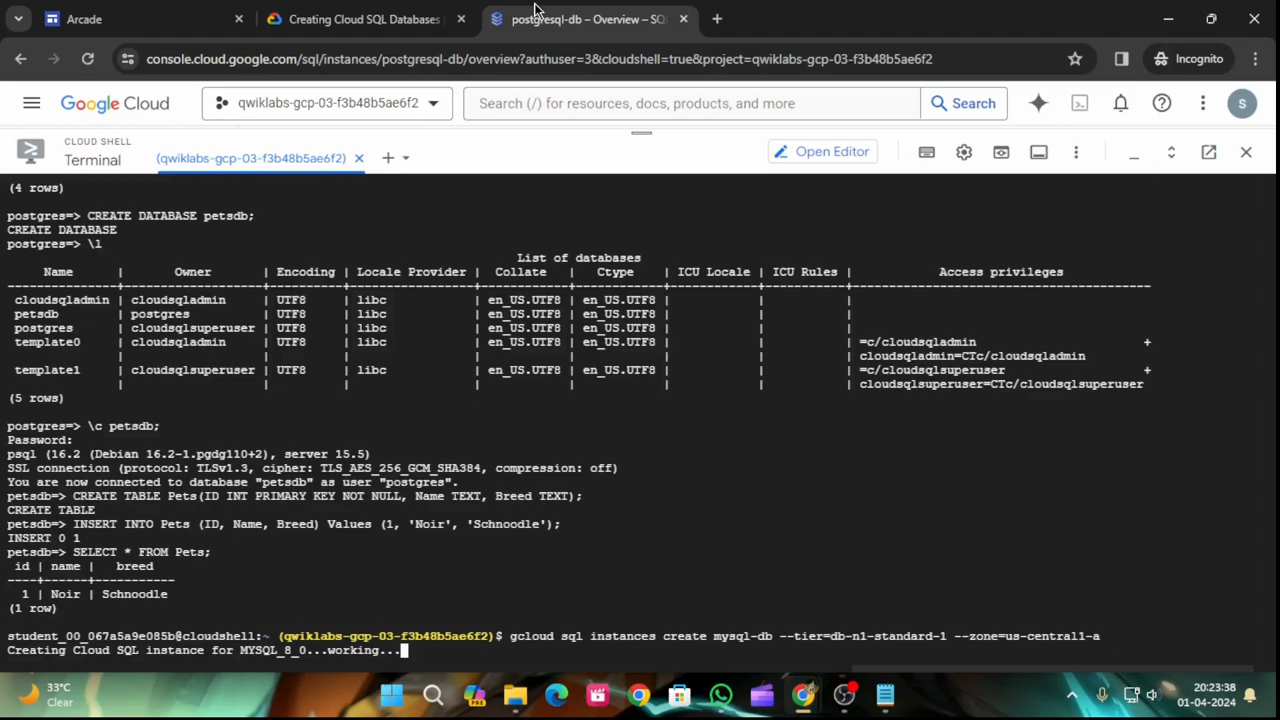 Arcade
Creating Cloud SQL Databases
postgresql-db – Overview – SQ
console.cloud.google.com/sql/instances/postgresql-db/overview?authuser=3&cloudshell=true&project=qwiklabs-gcp-03-f3b48b5ae6f2
Incognito
Google Cloud
qwiklabs-gcp-03-f3b48b5ae6f2
Search (/) for resources, docs, products, and more
Search
S
CLOUD SHELL
Terminal
(qwiklabs-gcp-03-f3b48b5ae6f2)
Open Editor
(4 rows)
postgres=> CREATE DATABASE petsdb;
CREATE DATABASE
postgres=> \l
List of databases
Name | Owner | Encoding | Locale Provider | Collate | Ctype | ICU Locale | ICU Rules | Access privileges
cloudsqladmin | cloudsqladmin | UTF8 | libc | en_US.UTF8 | en_US.UTF8 | | |
petsdb | postgres | UTF8 | libc | en_US.UTF8 | en_US.UTF8 | | |
postgres | cloudsqlsuperuser | UTF8 | libc | en_US.UTF8 | en_US.UTF8 | | |
template0 | cloudsqladmin | UTF8 | libc | en_US.UTF8 | en_US.UTF8 | | | =c/cloudsqladmin +
| | | | | | | | cloudsqladmin=CTc/cloudsqladmin
template1 | cloudsqlsuperuser | UTF8 | libc | en_US.UTF8 | en_US.UTF8 | | | =c/cloudsqlsuperuser +
| | | | | | | | cloudsqlsuperuser=CTc/cloudsqlsuperuser
(5 rows)
postgres=> \c petsdb;
Password:
psql (16.2 (Debian 16.2-1.pgdg110+2), server 15.5)
SSL connection (protocol: TLSv1.3, cipher: TLS_AES_256_GCM_SHA384, compression: off)
You are now connected to database "petsdb" as user "postgres".
petsdb=> CREATE TABLE Pets(ID INT PRIMARY KEY NOT NULL, Name TEXT, Breed TEXT);
CREATE TABLE
petsdb=> INSERT INTO Pets (ID, Name, Breed) Values (1, 'Noir', 'Schnoodle');
INSERT 0 1
petsdb=> SELECT * FROM Pets;
id | name | breed
----+------+-----------
1 | Noir | Schnoodle
(1 row)
student_00_067a5a9e085b@cloudshell:~ (qwiklabs-gcp-03-f3b48b5ae6f2)$ gcloud sql instances create mysql-db --tier=db-n1-standard-1 --zone=us-central1-a
Creating Cloud SQL instance for MYSQL_8_0...working...
33°C
Clear
PRE
20:23:38
01-04-2024